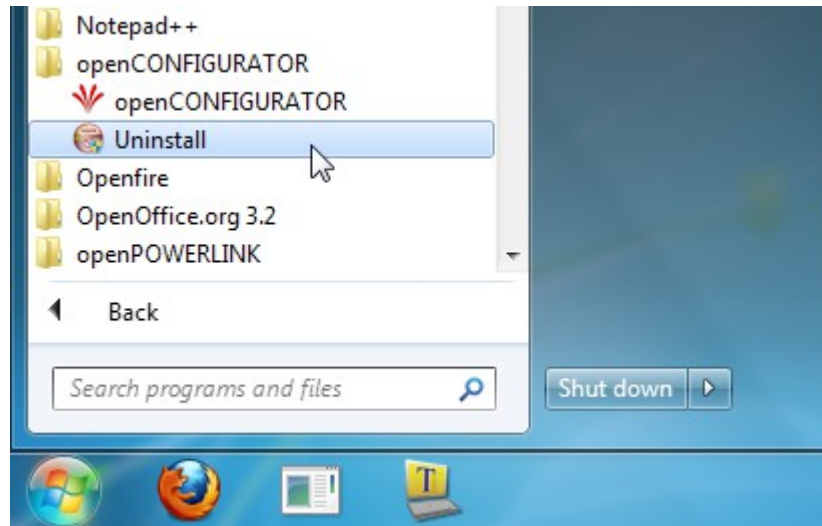 Notepad++
openCONFIGURATOR
openCONFIGURATOR
Uninstall
Openfire
OpenOffice.org 3.2
openPOWERLINK
Back
Search programs and files
Shut down
T